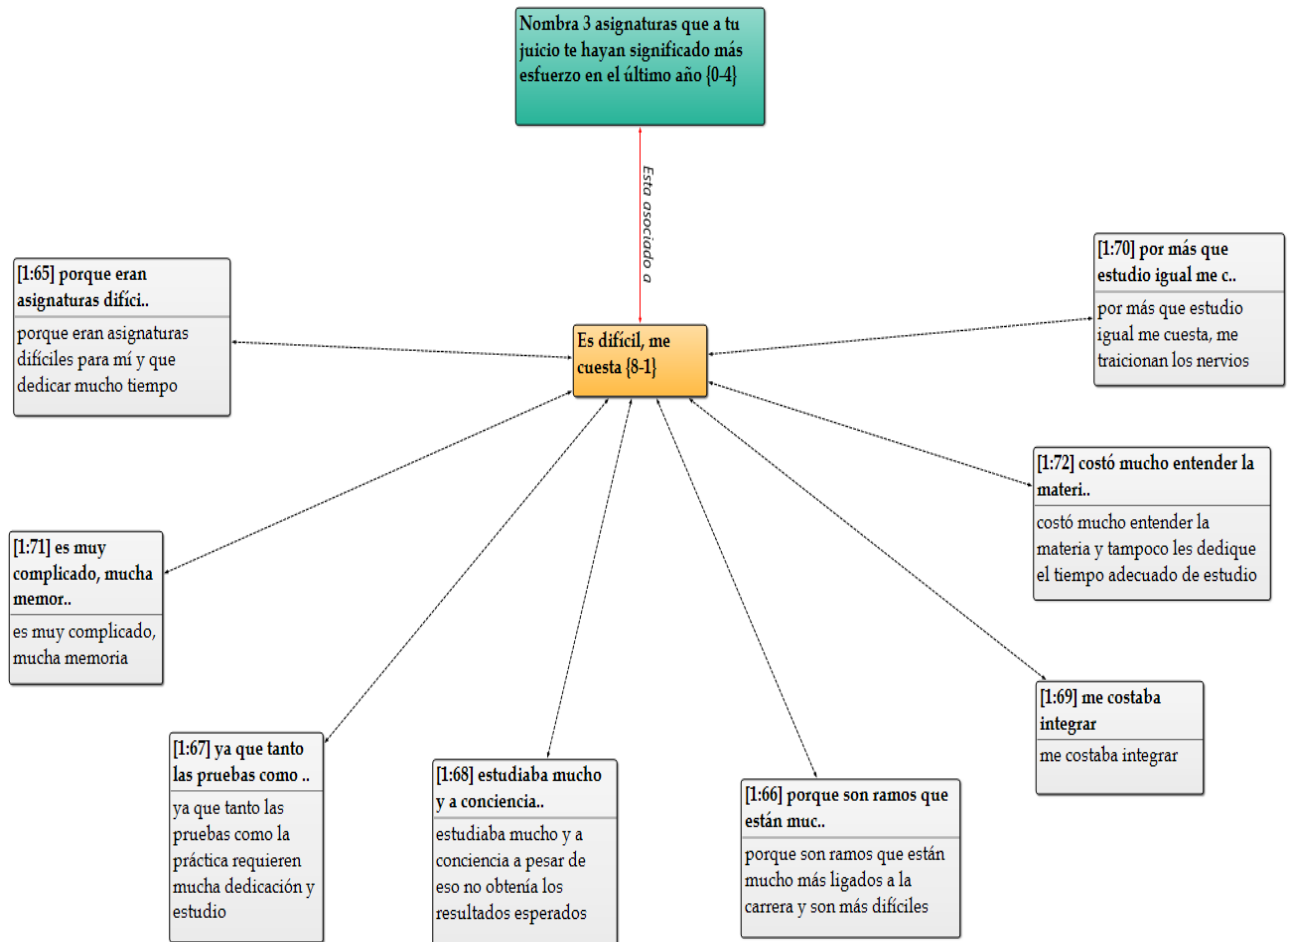 Nombra 3 asignaturas que a tu
juicio te hayan significado más
esfuerzo en el último año {0-4}
Esta asociado a
Es difícil, me
cuesta {8-1}
[1:65] porque eran
asignaturas difíci..
porque eran asignaturas
difíciles para mí y que
dedicar mucho tiempo
[1:70] por más que
estudio igual me c..
por más que estudio
igual me cuesta, me
traicionan los nervios
[1:72] costó mucho entender la
materi..
costó mucho entender la
materia y tampoco les dedique
el tiempo adecuado de estudio
[1:71] es muy
complicado, mucha
memor..
es muy complicado,
mucha memoria
[1:69] me costaba
integrar
me costaba integrar
[1:67] ya que tanto
las pruebas como ..
ya que tanto las
pruebas como la
práctica requieren
mucha dedicación y
estudio
[1:68] estudiaba mucho
y a conciencia..
estudiaba mucho y a
conciencia a pesar de
eso no obtenía los
resultados esperados
[1:66] porque son ramos que
están muc..
porque son ramos que están
mucho más ligados a la
carrera y son más difíciles